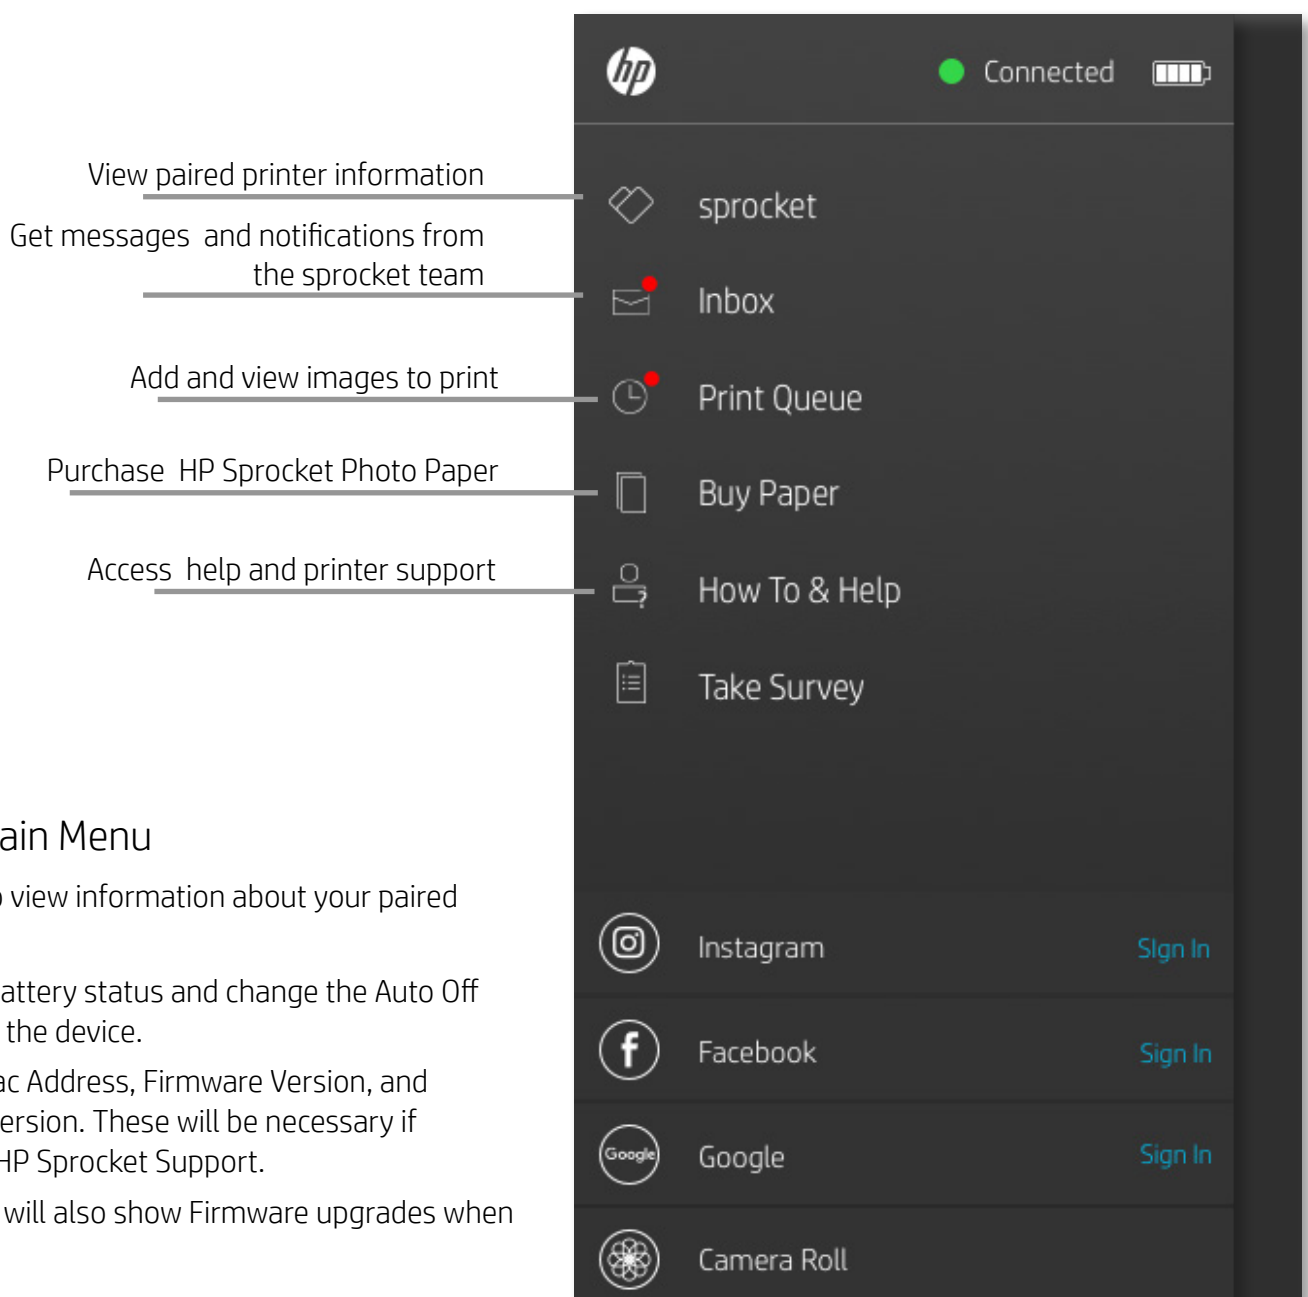 hp
Connected
View paired printer information
sprocket
Get messages and notifications from
the sprocket team
Inbox
Add and view images to print
Print Queue
Purchase HP Sprocket Photo Paper
Buy Paper
Access help and printer support
How To & Help
Take Survey
ain Menu
view information about your paired
attery status and change the Auto Off
the device.
ac Address, Firmware Version, and
ersion. These will be necessary if
HP Sprocket Support.
will also show Firmware upgrades when
Instagram
SIgn In
Facebook
Sign In
Google
Google
Sign In
Camera Roll